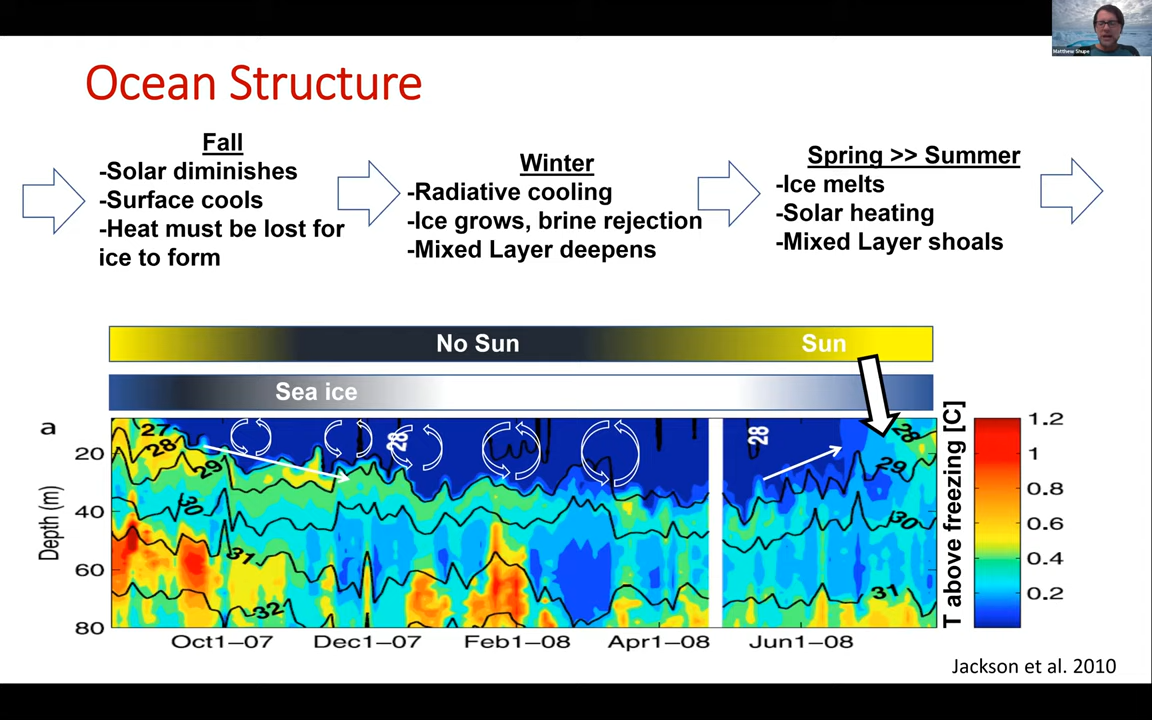 Matthew Shupe
Ocean Structure
Fall
-Solar diminishes
-Surface cools
-Heat must be lost for
ice to form
Winter
-Radiative cooling
-Ice grows, brine rejection
-Mixed Layer deepens
Spring >> Summer
-Ice melts
-Solar heating
-Mixed Layer shoals
No Sun
Sun
Sea ice
a
27
28
29
30
31
32
28
28
28
29
30
31
Depth (m)
20
40
60
80
Oct1-07
Dec1-07
Feb1-08
Apr1-08
Jun1-08
T above freezing [C]
1.2
1
0.8
0.6
0.4
0.2
Jackson et al. 2010